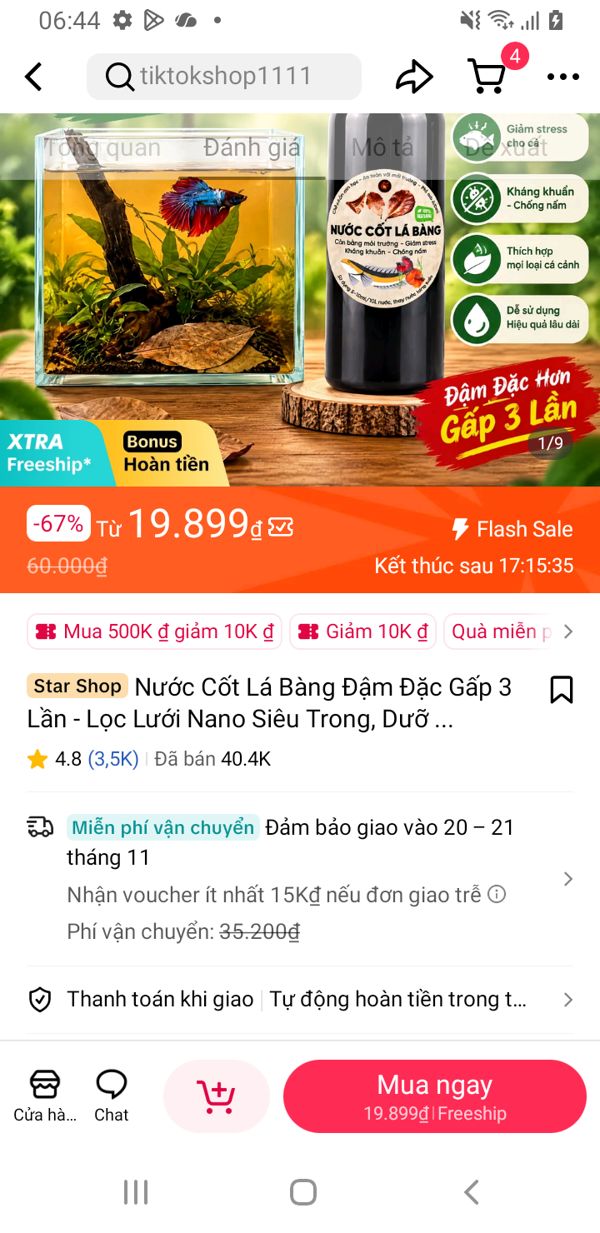 06:44
tiktokshop1111
4
Tổng quan
Đánh giá
Mô tả
Đề xuất
Giảm stress
cho cá
Kháng khuẩn
- Chống nấm
Thích hợp
mọi loại cá cảnh
Dễ sử dụng
Hiệu quả lâu dài
NƯỚC CỐT LÁ BÀNG
Cân bằng môi trường - Giảm stress
Kháng khuẩn - Chống nấm
Đậm Đặc Hơn
Gấp 3 Lần
1/9
XTRA
Freeship*
Bonus
Hoàn tiền
-67% Từ 19.899₫
Flash Sale
60.000₫
Kết thúc sau 17:15:35
Mua 500K ₫ giảm 10K ₫
Giảm 10K ₫
Quà miễn p
Star Shop Nước Cốt Lá Bàng Đậm Đặc Gấp 3
Lần - Lọc Lưới Nano Siêu Trong, Dưỡ ...
4.8 (3,5K) Đã bán 40.4K
Miễn phí vận chuyển Đảm bảo giao vào 20 – 21
tháng 11
Nhận voucher ít nhất 15K₫ nếu đơn giao trễ
Phí vận chuyển: 35.200₫
Thanh toán khi giao | Tự động hoàn tiền trong t...
Cửa hà...
Chat
Mua ngay
19.899₫ | Freeship